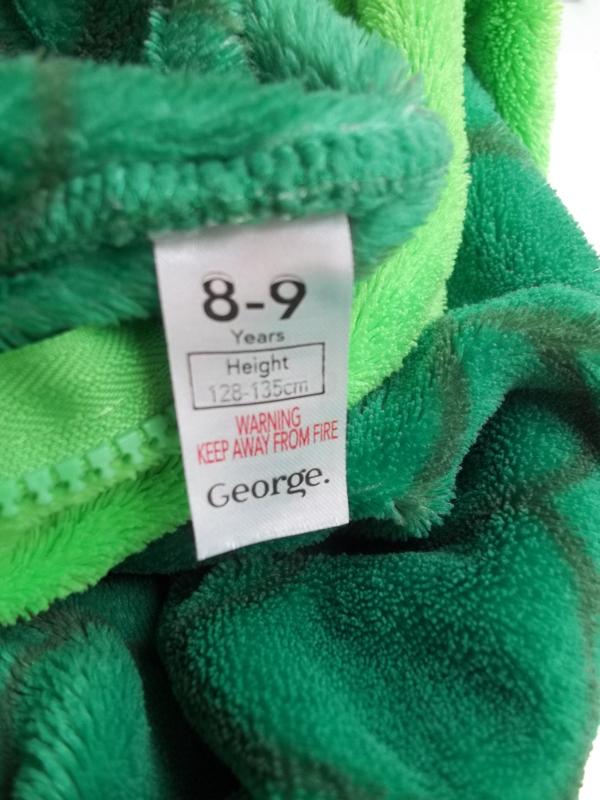 8-9
Years
Height
128-135cm
WARNING
KEEP AWAY FROM FIRE
George.